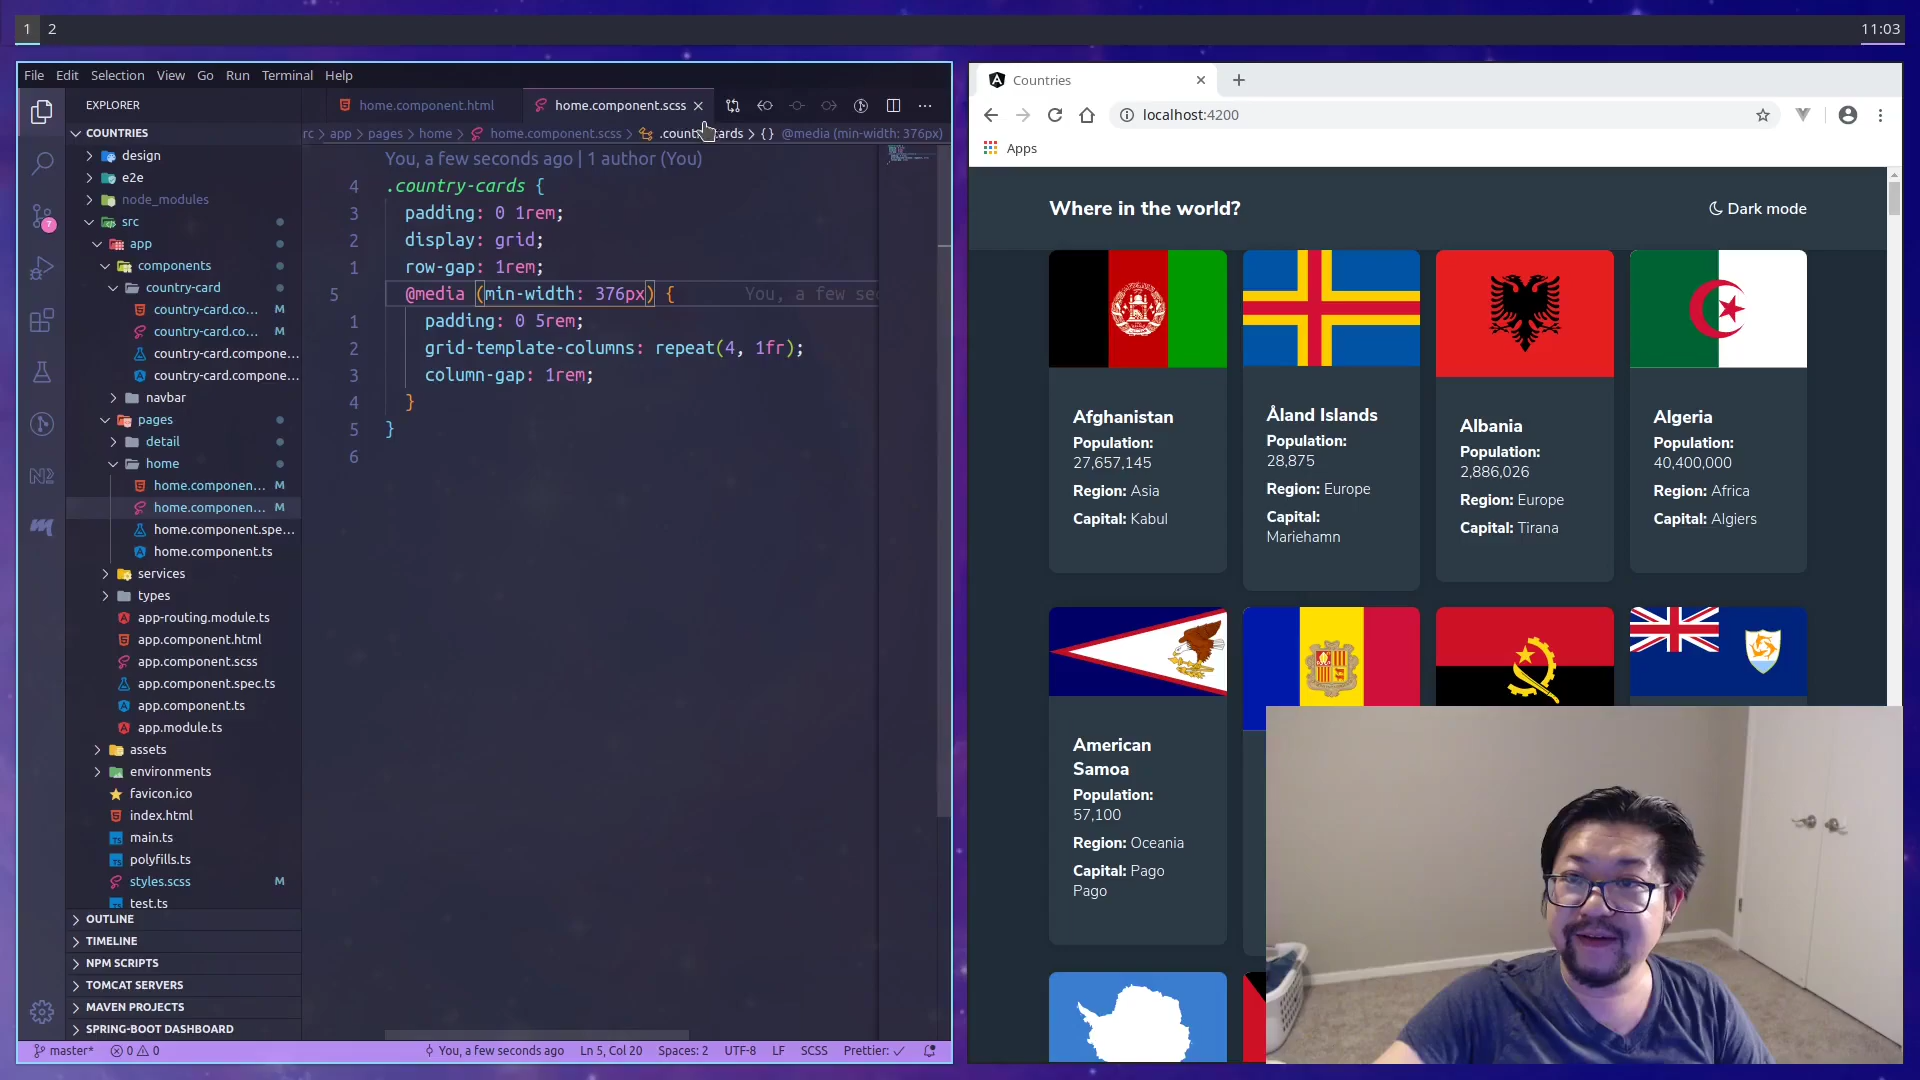 1 2
11:03
File Edit Selection View Go Run Terminal Help
EXPLORER
COUNTRIES
design
e2e
node_modules
src
app
components
country-card
country-card.co... M
country-card.co... M
country-card.compone...
country-card.compone...
navbar
pages
detail
home
home.componen... M
home.componen... M
home.component.spe...
home.component.ts
services
types
app-routing.module.ts
app.component.html
app.component.scss
app.component.spec.ts
app.component.ts
app.module.ts
assets
environments
favicon.ico
index.html
main.ts
polyfills.ts
styles.scss M
test.ts
OUTLINE
TIMELINE
NPM SCRIPTS
TOMCAT SERVERS
MAVEN PROJECTS
SPRING-BOOT DASHBOARD
7
home.component.html
home.component.scss
rc > app > pages > home > home.component.scss > .country-cards > {} @media (min-width: 376px)
You, a few seconds ago | 1 author (You)
4 .country-cards {
3 padding: 0 1rem;
2 display: grid;
1 row-gap: 1rem;
5 @media (min-width: 376px) { You, a few sec
1 padding: 0 5rem;
2 grid-template-columns: repeat(4, 1fr);
3 column-gap: 1rem;
4 }
5 }
6
master* 0 0 You, a few seconds ago Ln 5, Col 20 Spaces: 2 UTF-8 LF SCSS Prettier: ✓
Countries
localhost:4200
Apps
Where in the world?
Dark mode
Afghanistan
Population:
27,657,145
Region: Asia
Capital: Kabul
Åland Islands
Population:
28,875
Region: Europe
Capital:
Mariehamn
Albania
Population:
2,886,026
Region: Europe
Capital: Tirana
Algeria
Population:
40,400,000
Region: Africa
Capital: Algiers
American
Samoa
Population:
57,100
Region: Oceania
Capital: Pago
Pago